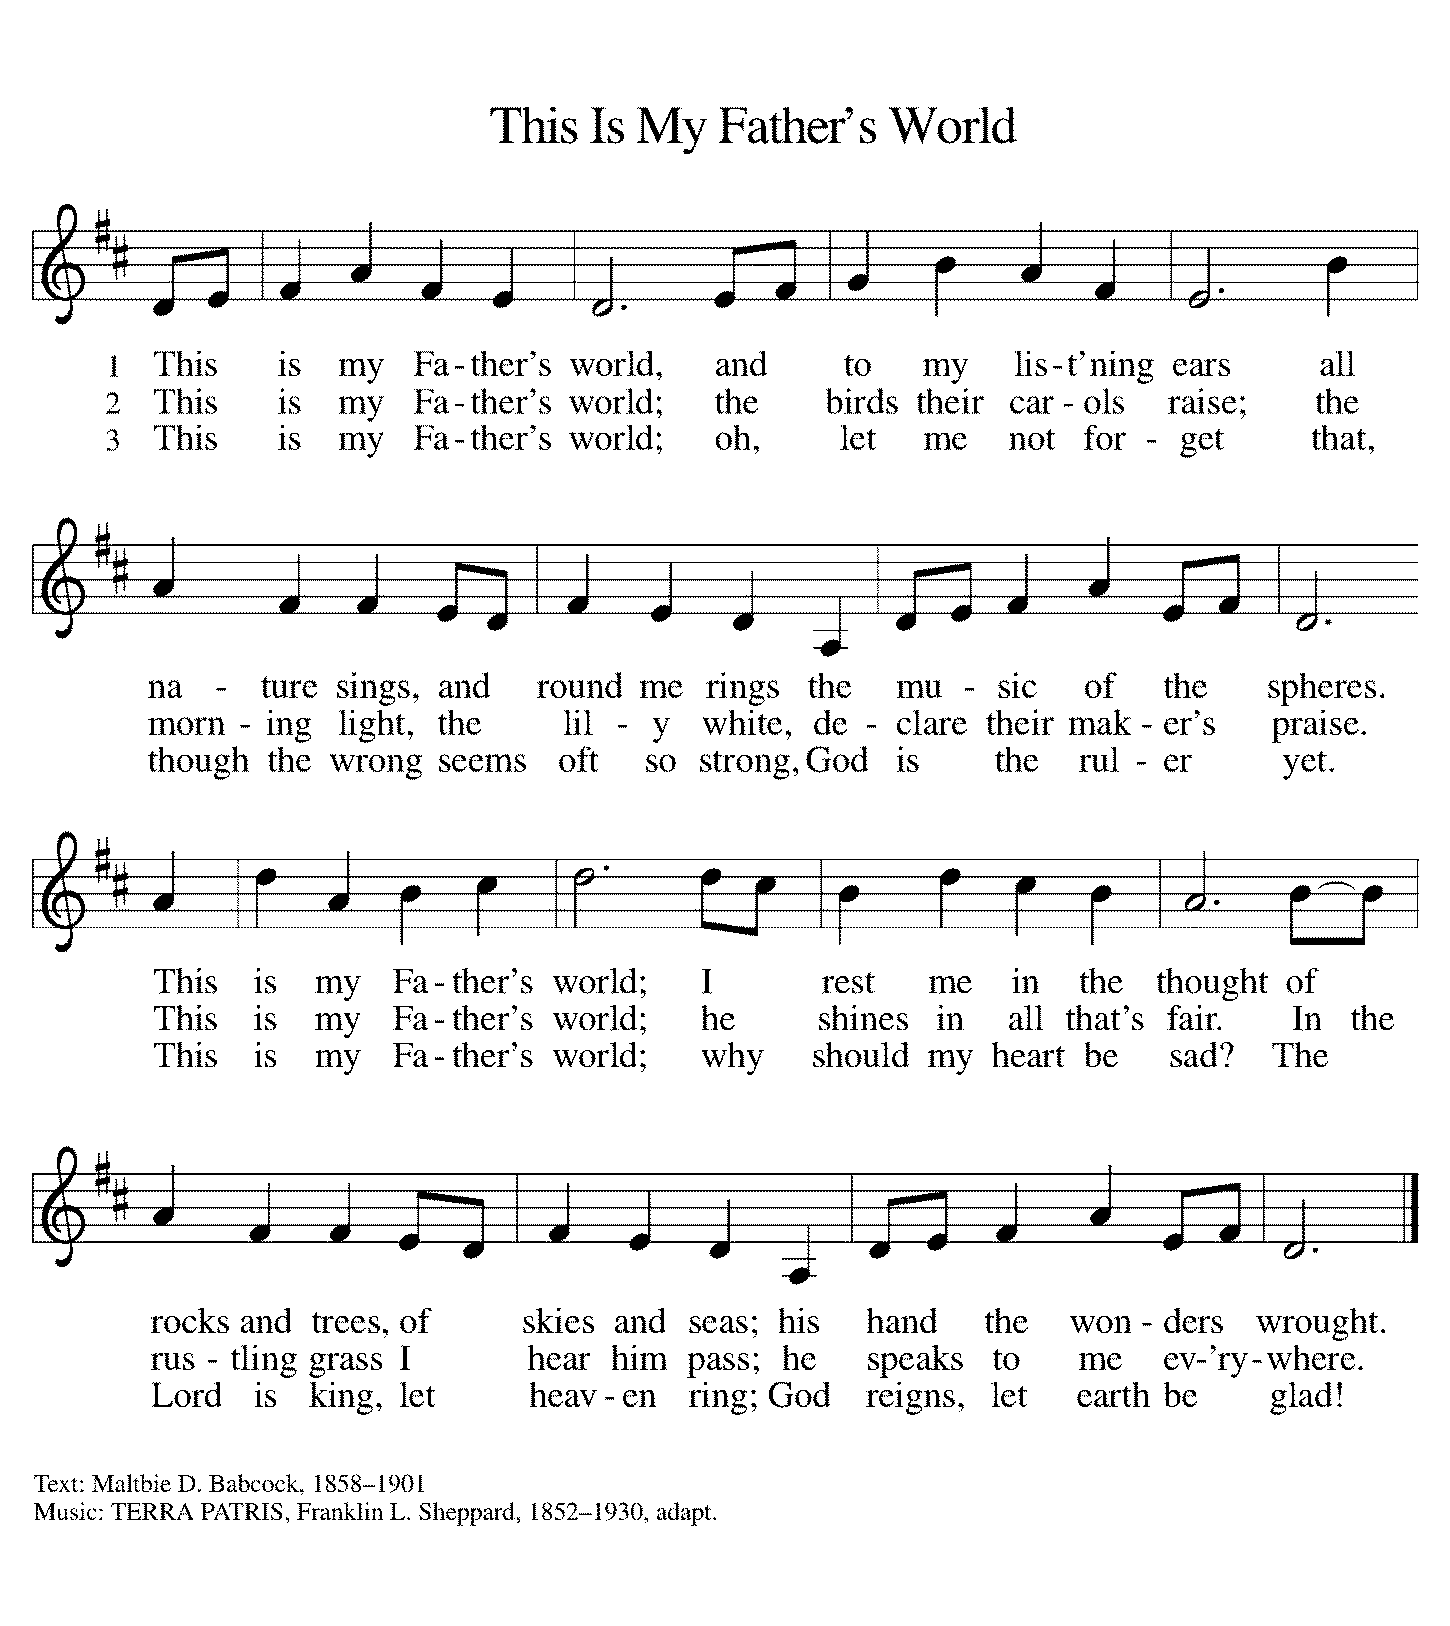 This Is My Father's World
1 This is my Fa-ther's world, and to my lis-t'ning ears all
2 This is my Fa-ther's world; the birds their car - ols raise; the
3 This is my Fa-ther's world; oh, let me not for - get that,
na - ture sings, and round me rings the mu - sic of the spheres.
morn - ing light, the lil - y white, de - clare their mak - er's praise.
though the wrong seems oft so strong, God is the rul - er yet.
This is my Fa-ther's world; I rest me in the thought of
This is my Fa-ther's world; he shines in all that's fair. In the
This is my Fa-ther's world; why should my heart be sad? The
rocks and trees, of skies and seas; his hand the won - ders wrought.
rus - tling grass I hear him pass; he speaks to me ev-'ry-where.
Lord is king, let heav-en ring; God reigns, let earth be glad!
Text: Maltbie D. Babcock, 1858–1901
Music: TERRA PATRIS, Franklin L. Sheppard, 1852–1930, adapt.